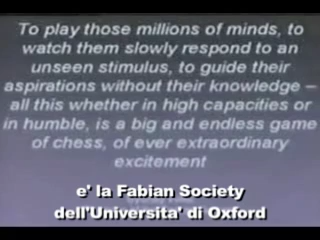 To play those millions of minds, to
watch them slowly respond to an
unseen stimulus, to guide their
aspirations without their knowledge –
all this whether in high capacities or
in humble, is a big and endless game
of chess, of ever extraordinary
excitement
e' la Fabian Society
dell'Universita' di Oxford